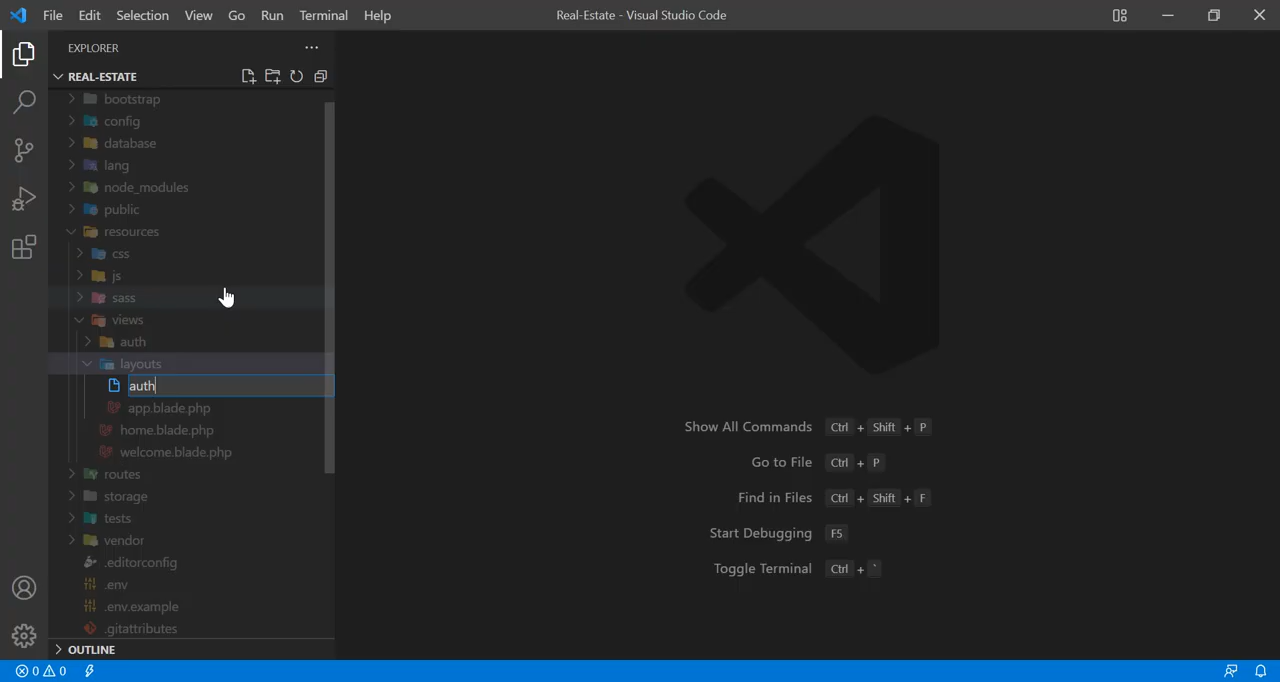 File Edit Selection View Go Run Terminal Help
Real-Estate - Visual Studio Code
EXPLORER
REAL-ESTATE
bootstrap
config
database
lang
node_modules
public
resources
css
js
sass
views
auth
layouts
auth
app.blade.php
home.blade.php
welcome.blade.php
routes
storage
tests
vendor
.editorconfig
.env
.env.example
.gitattributes
OUTLINE
Show All Commands Ctrl + Shift + P
Go to File Ctrl + P
Find in Files Ctrl + Shift + F
Start Debugging F5
Toggle Terminal Ctrl + `
0 0